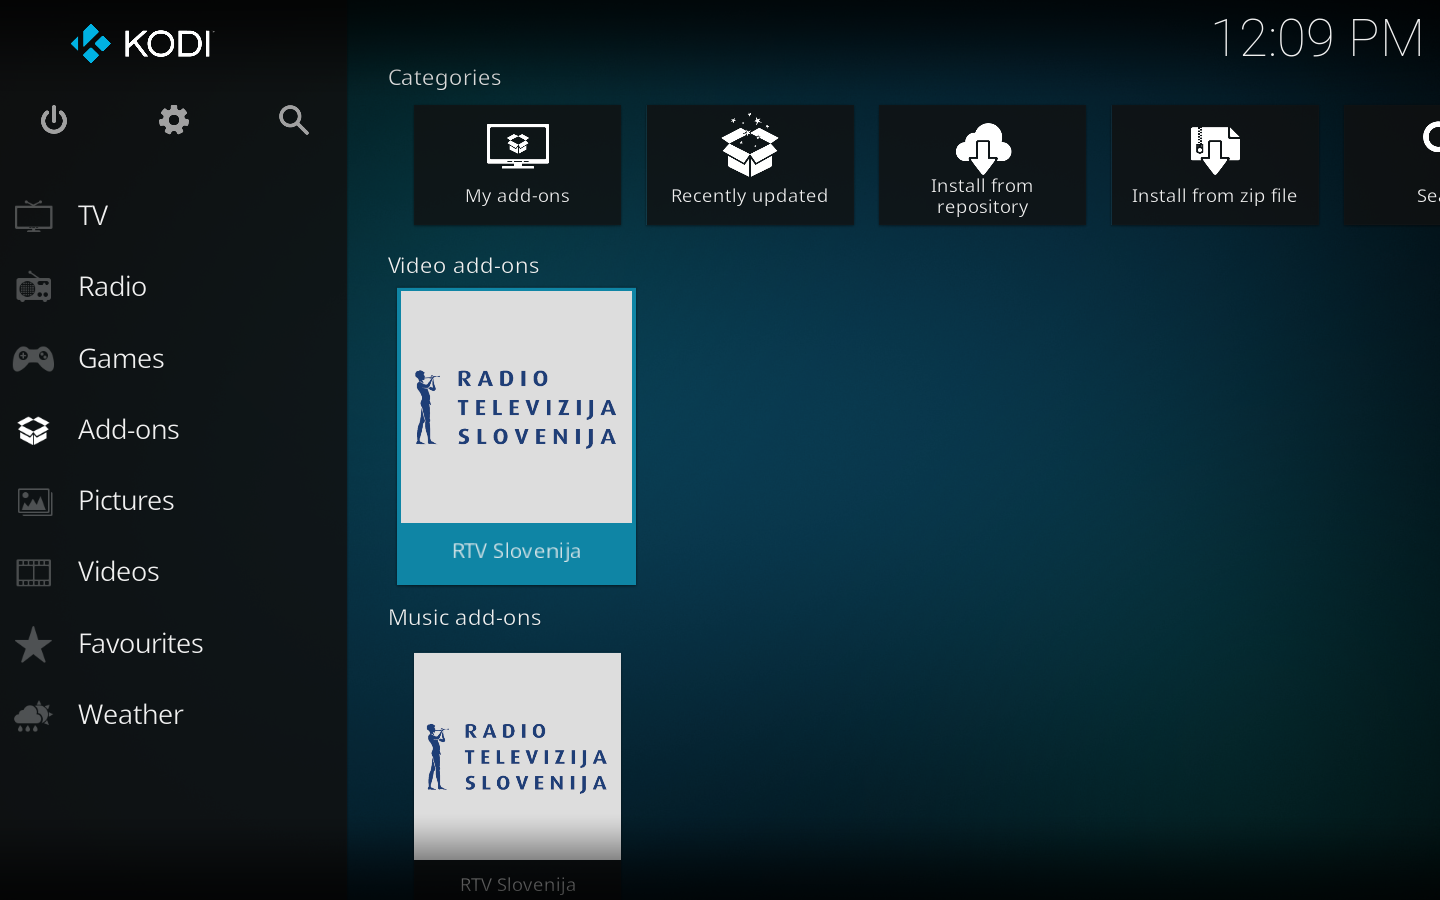 KODI
12:09 PM
TV
Radio
Games
Add-ons
Pictures
Videos
Favourites
Weather
Categories
My add-ons
Recently updated
Install from
repository
Install from zip file
Video add-ons
RADIO
TELEVIZIJA
SLOVENIJA
RTV Slovenija
Music add-ons
RADIO
TELEVIZIJA
SLOVENIJA
RTV Slovenija